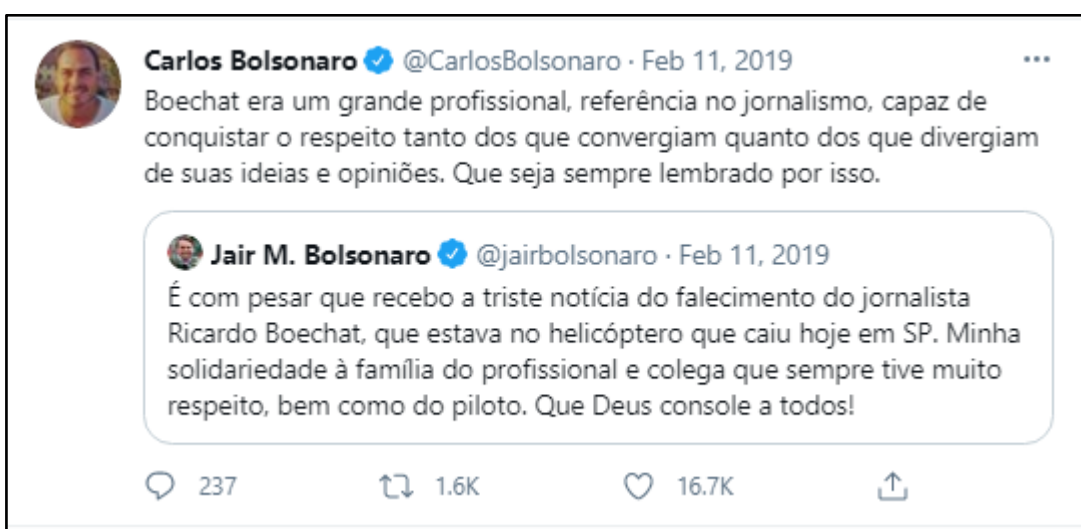 Carlos Bolsonaro @CarlosBolsonaro · Feb 11, 2019 ...
Boechat era um grande profissional, referência no jornalismo, capaz de
conquistar o respeito tanto dos que convergiam quanto dos que divergiam
de suas ideias e opiniões. Que seja sempre lembrado por isso.
Jair M. Bolsonaro @jairbolsonaro · Feb 11, 2019
É com pesar que recebo a triste notícia do falecimento do jornalista
Ricardo Boechat, que estava no helicóptero que caiu hoje em SP. Minha
solidariedade à família do profissional e colega que sempre tive muito
respeito, bem como do piloto. Que Deus console a todos!
237 1.6K 16.7K